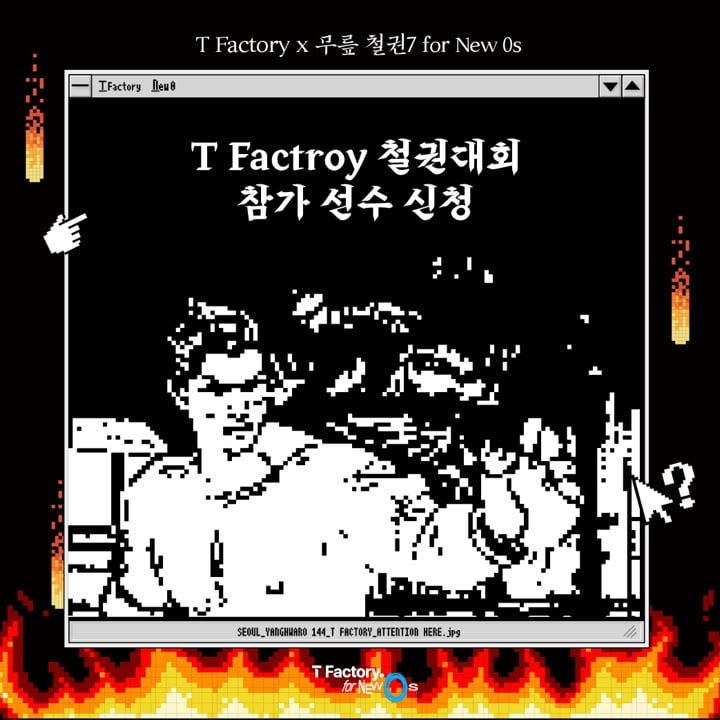 T Factory x 무릎 철권7 for New 0s
TFactory New0
T Factroy 철권대회
참가 선수 신청
?
SEOUL_YANGHWARO 144_T FACTORY_ATTENTION HERE.jpg
T Factory.
for NEW 0s